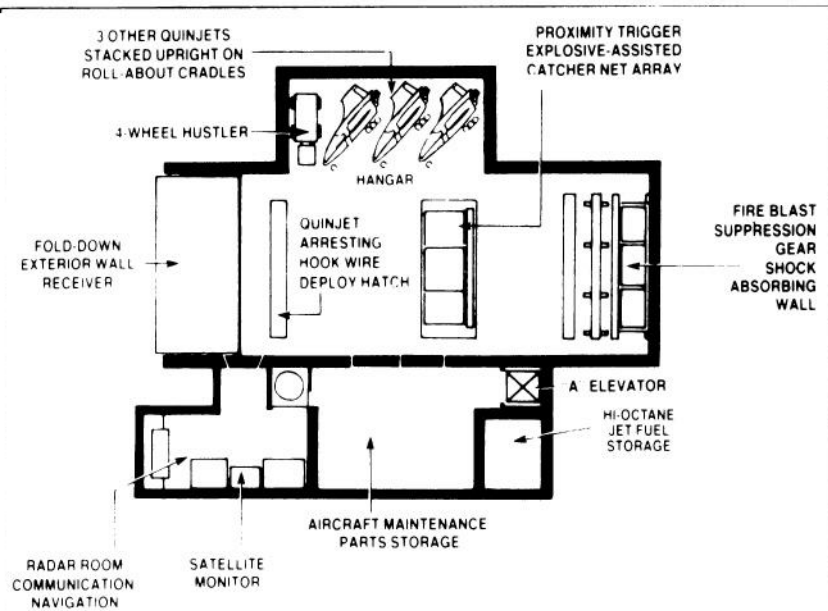 3 OTHER QUINJETS
STACKED UPRIGHT ON
ROLL-ABOUT CRADLES
PROXIMITY TRIGGER
EXPLOSIVE-ASSISTED
CATCHER NET ARRAY
4-WHEEL HUSTLER
HANGAR
FOLD-DOWN
EXTERIOR WALL
RECEIVER
QUINJET
ARRESTING
HOOK WIRE
DEPLOY HATCH
FIRE BLAST
SUPPRESSION
GEAR
SHOCK
ABSORBING
WALL
A' ELEVATOR
HI-OCTANE
JET FUEL
STORAGE
AIRCRAFT MAINTENANCE
PARTS STORAGE
RADAR ROOM
COMMUNICATION
NAVIGATION
SATELLITE
MONITOR